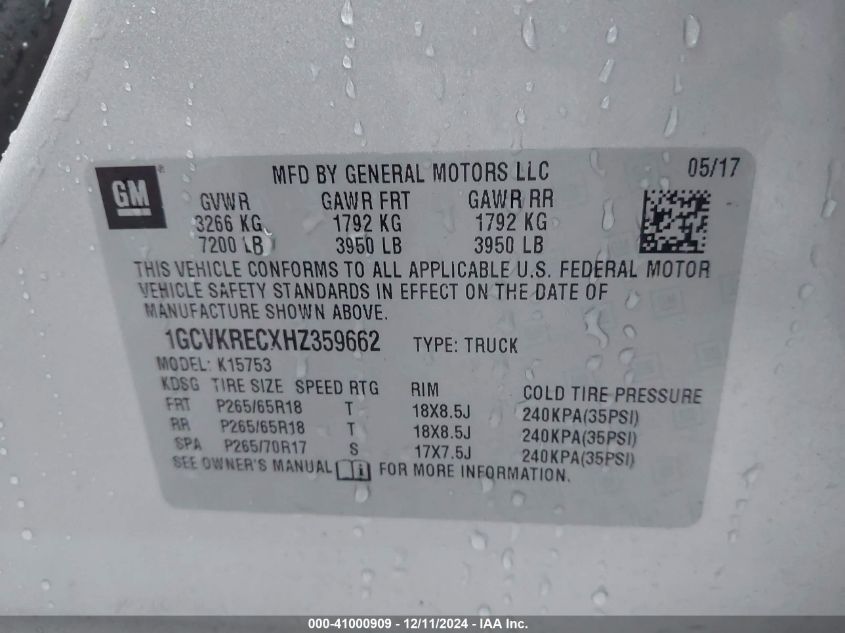 GM
MFD BY GENERAL MOTORS LLC 05/17
GVWR GAWR FRT GAWR RR
3266 KG 1792 KG 1792 KG
7200 LB 3950 LB 3950 LB
THIS VEHICLE CONFORMS TO ALL APPLICABLE U.S. FEDERAL MOTOR
VEHICLE SAFETY STANDARDS IN EFFECT ON THE DATE OF
MANUFACTURE SHOWN ABOVE.
1GCVKRECXHZ359662 TYPE: TRUCK
MODEL: K15753
KDSG TIRE SIZE SPEED RTG RIM COLD TIRE PRESSURE
FRT P265/65R18 T 18X8.5J 240KPA(35PSI)
RR P265/65R18 T 18X8.5J 240KPA(35PSI)
SPA P265/70R17 S 17X7.5J 240KPA(35PSI)
SEE OWNER'S MANUAL FOR MORE INFORMATION.
000-41000909 - 12/11/2024 - IAA Inc.